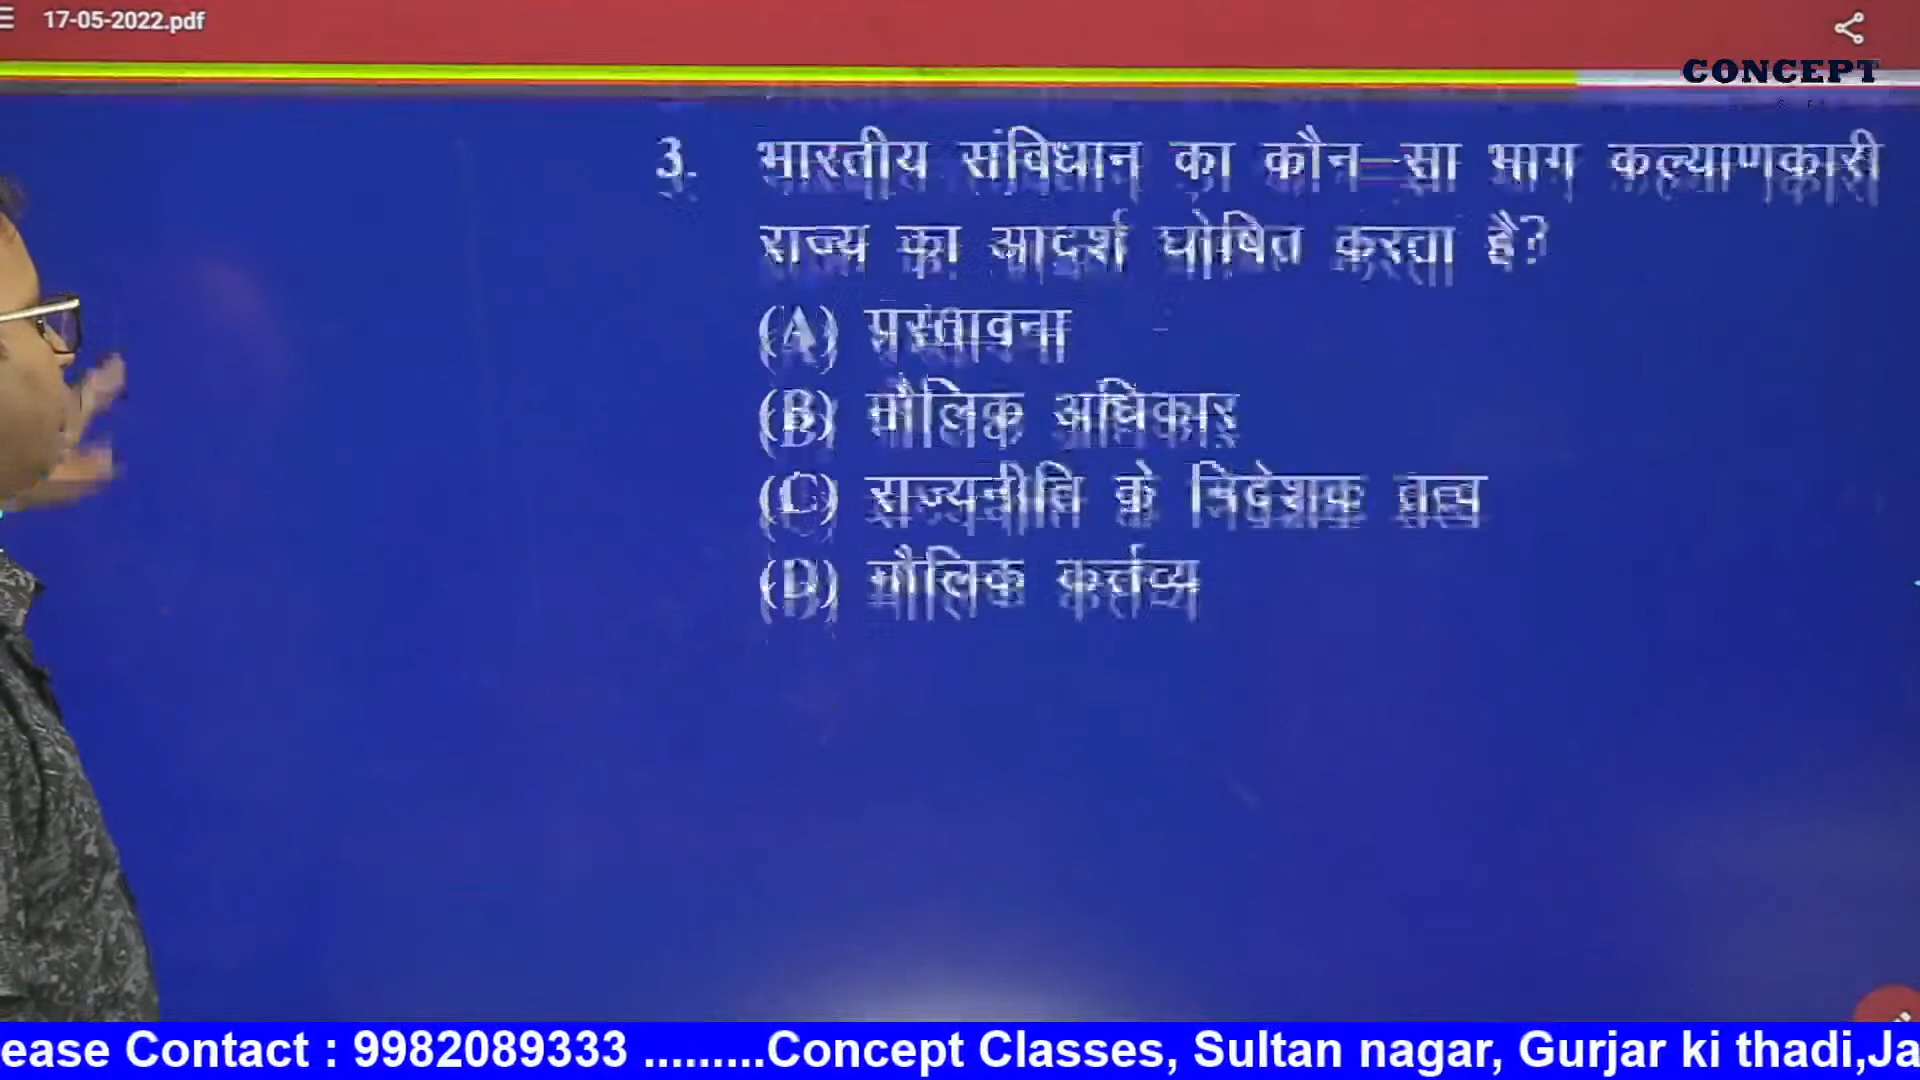 17-05-2022.pdf
CONCEPT
3. भारतीय संविधान का कौन–सा भाग कल्याणकारी
राज्य का आदर्श घोषित करता है?
(A) प्रस्तावना
(B) मौलिक अधिकार
(C) राज्यनीति के निदेशक तत्व
(D) मौलिक कर्त्तव्य
ease Contact : 9982089333 .........Concept Classes, Sultan nagar, Gurjar ki thadi,Ja